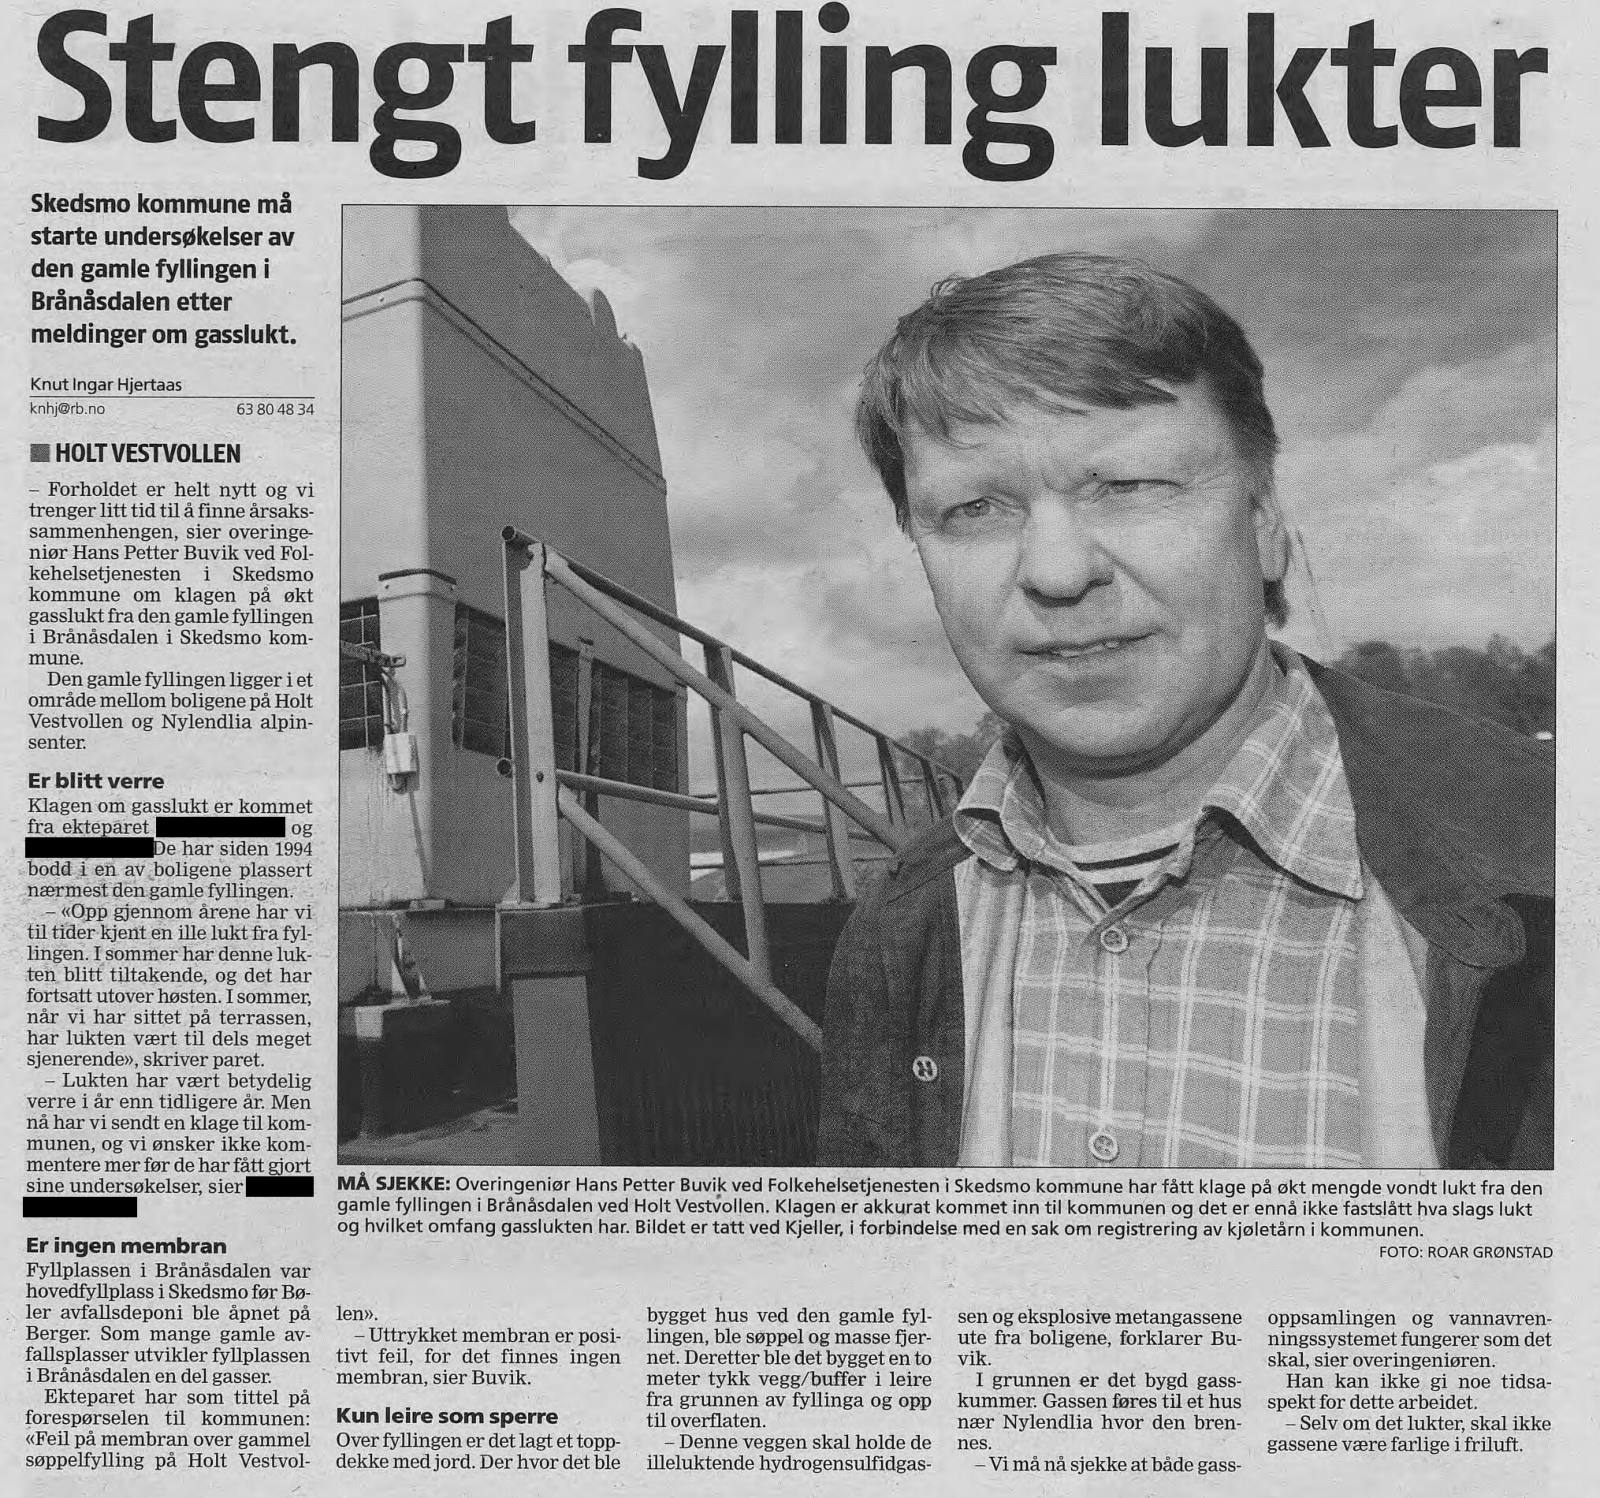 Stengt fylling lukter
Skedsmo kommune må
starte undersøkelser av
den gamle fyllingen i
Brånåsdalen etter
meldinger om gasslukt.
Knut Ingar Hjertaas
knhj@rb.no 63 80 48 34
HOLT VESTVOLLEN
– Forholdet er helt nytt og vi
trenger litt tid til å finne årsaks-
sammenhengen, sier overinge-
niør Hans Petter Buvik ved Fol-
kehelsetjenesten i Skedsmo
kommune om klagen på økt
gasslukt fra den gamle fyllingen
i Brånåsdalen i Skedsmo kom-
mune.
Den gamle fyllingen ligger i et
område mellom boligene på Holt
Vestvollen og Nylendlia alpin-
senter.
Er blitt verre
Klagen om gasslukt er kommet
fra ekteparet og
De har siden 1994
bodd i en av boligene plassert
nærmest den gamle fyllingen.
– «Opp gjennom årene har vi
til tider kjent en ille lukt fra fyl-
lingen. I sommer har denne luk-
ten blitt tiltakende, og det har
fortsatt utover høsten. I sommer,
når vi har sittet på terrassen,
har lukten vært til dels meget
sjenerende», skriver paret.
– Lukten har vært betydelig
verre i år enn tidligere år. Men
nå har vi sendt en klage til kom-
munen, og vi ønsker ikke kom-
mentere mer før de har fått gjort
sine undersøkelser, sier
Er ingen membran
Fyllplassen i Brånåsdalen var
hovedfyllplass i Skedsmo før Bø-
ler avfallsdeponi ble åpnet på
Berger. Som mange gamle av-
fallsplasser utvikler fyllplassen
i Brånåsdalen en del gasser.
Ekteparet har som tittel på
forespørselen til kommunen:
«Feil på membran over gammel
søppelfylling på Holt Vestvol-
MÅ SJEKKE: Overingeniør Hans Petter Buvik ved Folkehelsetjenesten i Skedsmo kommune har fått klage på økt mengde vondt lukt fra den
gamle fyllingen i Brånåsdalen ved Holt Vestvollen. Klagen er akkurat kommet inn til kommunen og det er ennå ikke fastslått hva slags lukt
og hvilket omfang gasslukten har. Bildet er tatt ved Kjeller, i forbindelse med en sak om registrering av kjøletårn i kommunen.
FOTO: ROAR GRØNSTAD
len».
– Uttrykket membran er posi-
tivt feil, for det finnes ingen
membran, sier Buvik.
Kun leire som sperre
Over fyllingen er det lagt et topp-
dekke med jord. Der hvor det ble
bygget hus ved den gamle fyl-
lingen, ble søppel og masse fjer-
net. Deretter ble det bygget en to
meter tykk vegg/buffer i leire
fra grunnen av fyllinga og opp
til overflaten.
– Denne veggen skal holde de
illeluktende hydrogensulfidgas-
sen og eksplosive metangassene
ute fra boligene, forklarer Bu-
vik.
I grunnen er det bygd gass-
kummer. Gassen føres til et hus
nær Nylendlia hvor den bren-
nes.
– Vi må nå sjekke at både gass-
oppsamlingen og vannavren-
ningssystemet fungerer som det
skal, sier overingeniøren.
Han kan ikke gi noe tidsa-
spekt for dette arbeidet.
– Selv om det lukter, skal ikke
gassene være farlige i friluft.